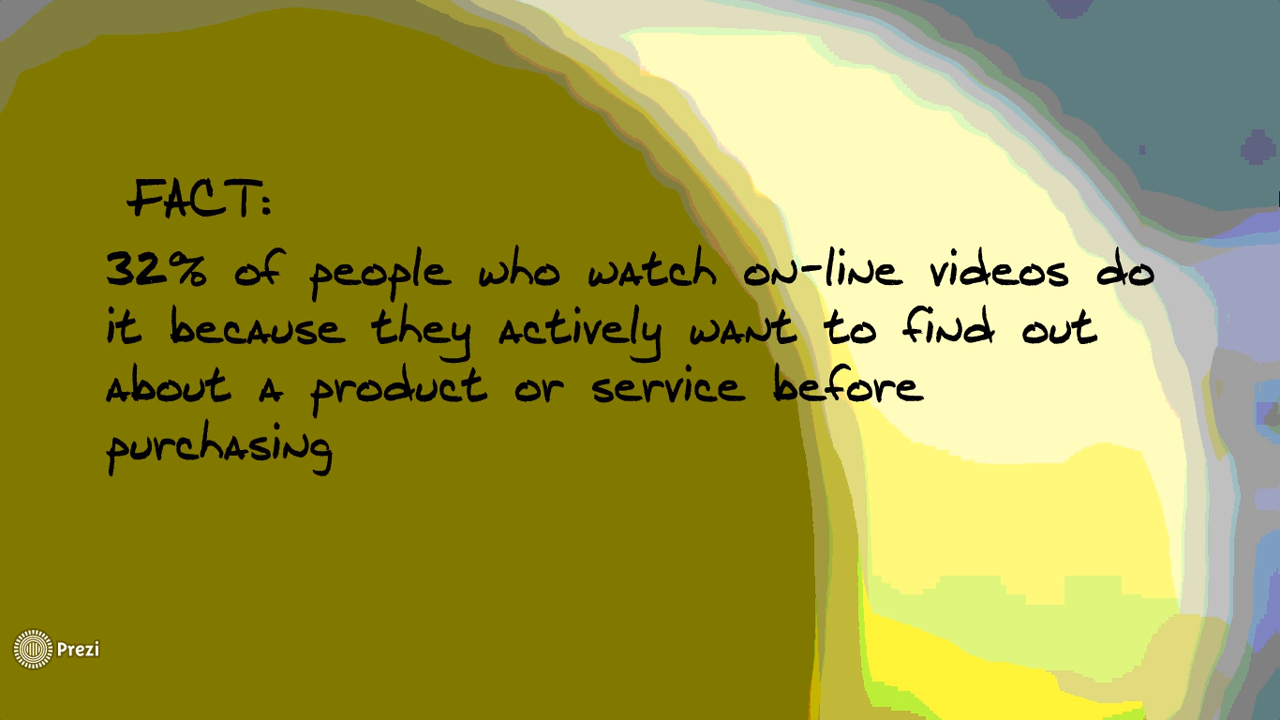 FACT:
32% of people who watch on-line videos do
it because they actively want to find out
about a product or service before
purchasing
Prezi